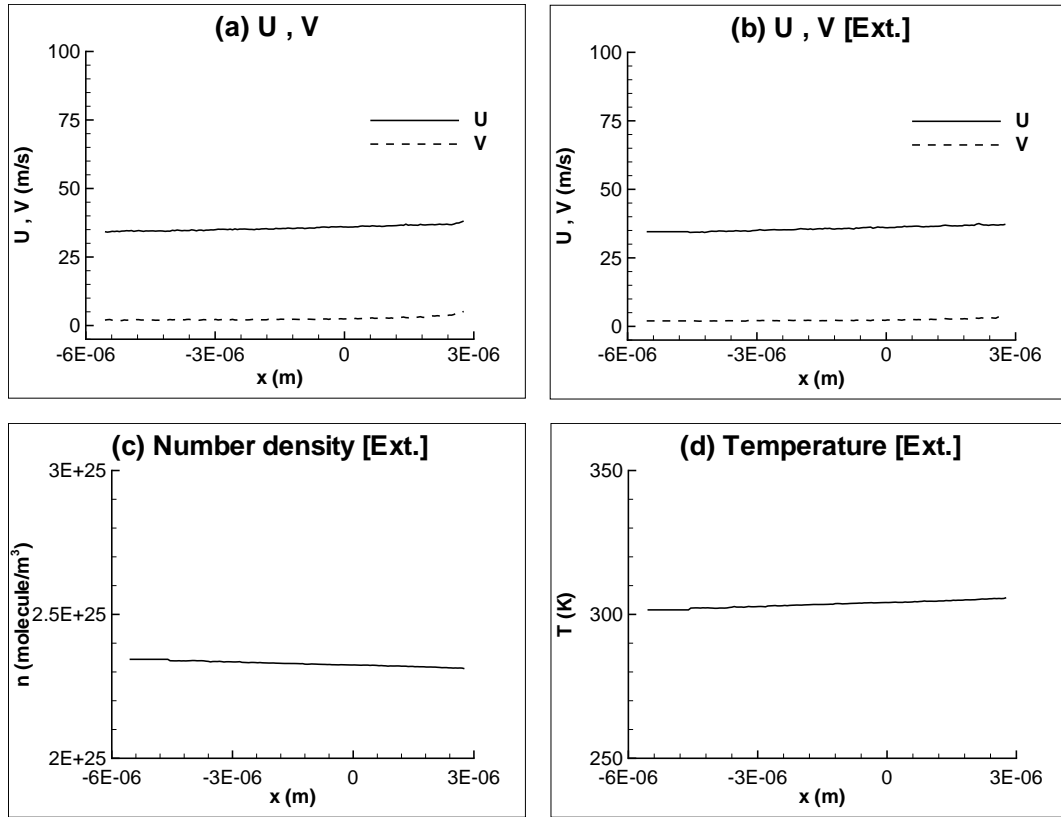 (a) U , V
100
75
50
25
0
U , V (m/s)
U
V
-6E-06 -3E-06 0 3E-06
x (m)
(b) U , V [Ext.]
100
75
50
25
0
U , V (m/s)
U
V
-6E-06 -3E-06 0 3E-06
x (m)
(c) Number density [Ext.]
3E+25
2.5E+25
2E+25
n (molecule/m³)
-6E-06 -3E-06 0 3E-06
x (m)
(d) Temperature [Ext.]
350
300
250
T (K)
-6E-06 -3E-06 0 3E-06
x (m)